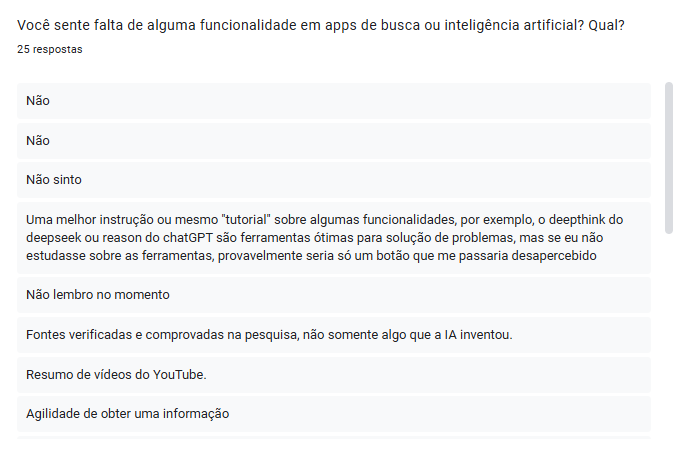 Você sente falta de alguma funcionalidade em apps de busca ou inteligência artificial? Qual?
25 respostas
Não
Não
Não sinto
Uma melhor instrução ou mesmo "tutorial" sobre algumas funcionalidades, por exemplo, o deepthink do
deepseek ou reason do chatGPT são ferramentas ótimas para solução de problemas, mas se eu não
estudasse sobre as ferramentas, provavelmente seria só um botão que me passaria desapercebido
Não lembro no momento
Fontes verificadas e comprovadas na pesquisa, não somente algo que a IA inventou.
Resumo de vídeos do YouTube.
Agilidade de obter uma informação